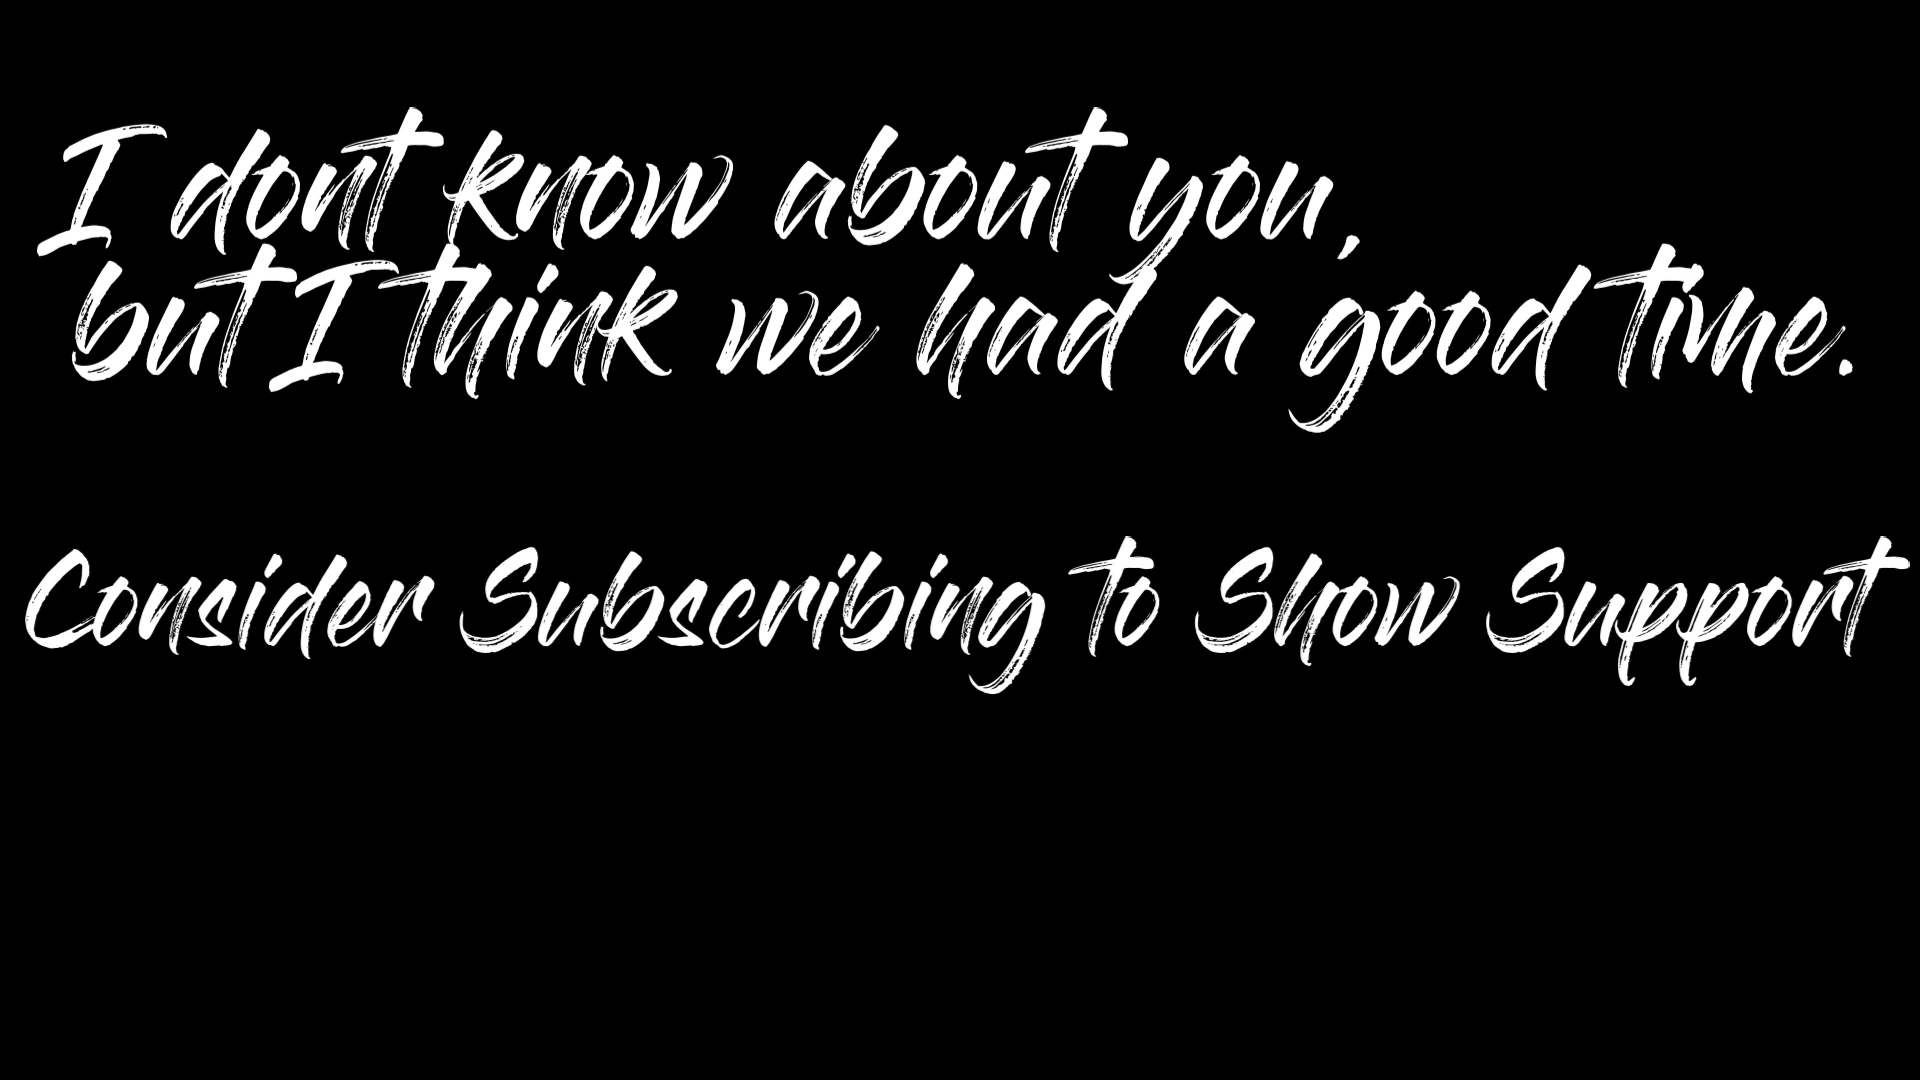 I dont know about you,
but I think we had a good time.
Consider Subscribing to Show Support